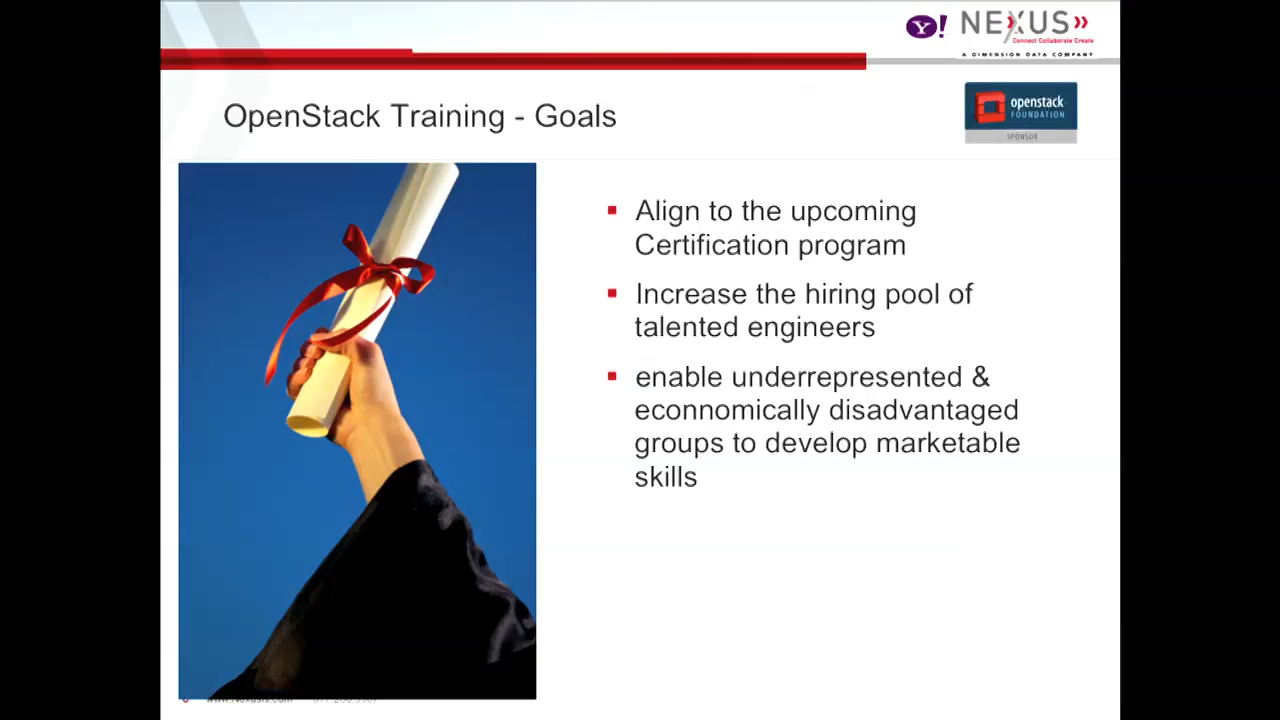 Y!
NEXUS
Connect Collaborate Create
A DIMENSION DATA COMPANY
OpenStack Training - Goals
openstack
FOUNDATION
SPONSOR
Align to the upcoming
Certification program
Increase the hiring pool of
talented engineers
enable underrepresented &
econnomically disadvantaged
groups to develop marketable
skills